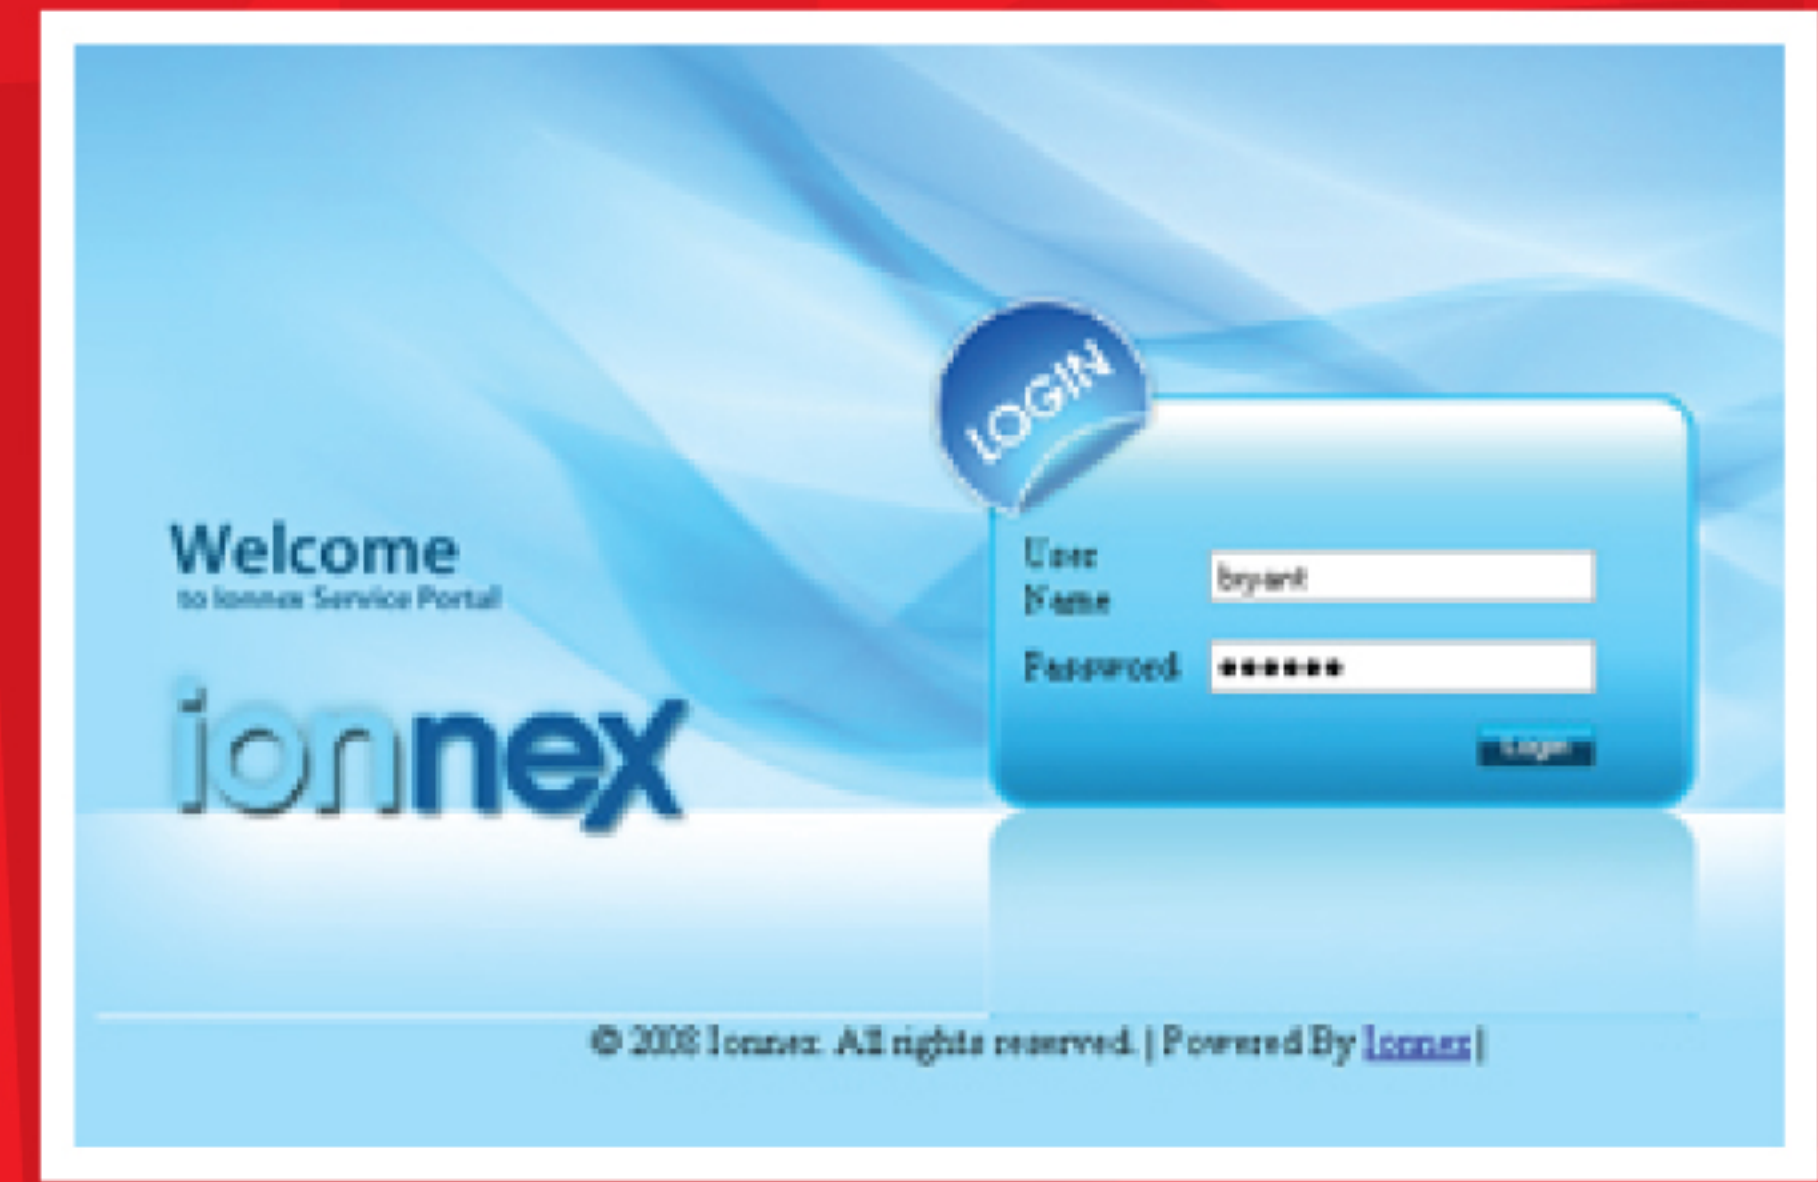 LOGIN
Welcome
to Ionnex Service Portal
ionnex
User
Name
bryant
Password
••••••
Login
© 2008 Ionnex. All rights reserved. | Powered By Ionnex |